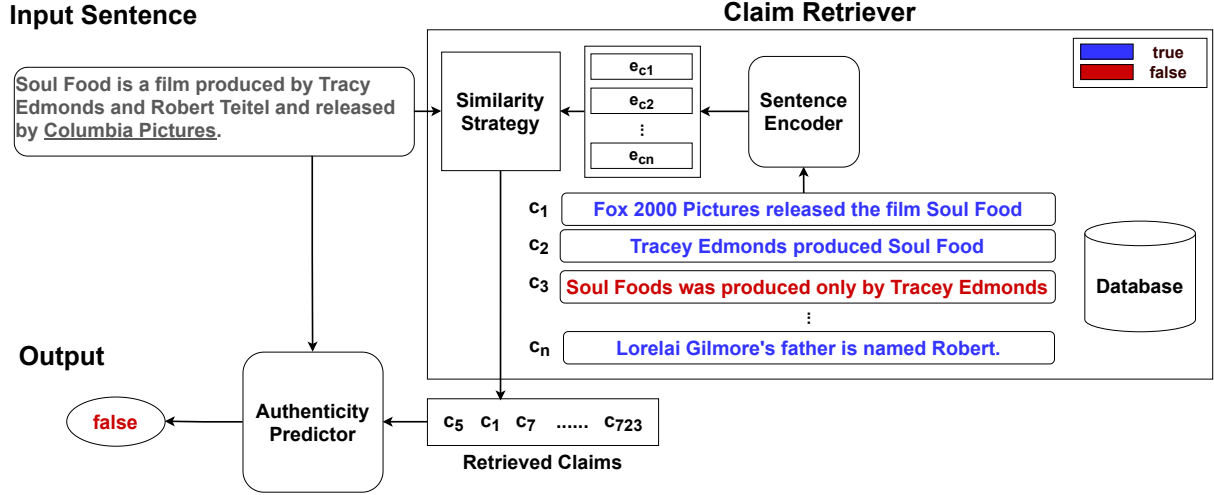 Input Sentence
Claim Retriever
true
false
Soul Food is a film produced by Tracy
Edmonds and Robert Teitel and released
by Columbia Pictures.
Similarity
Strategy
ec1
ec2
⋮
ecn
Sentence
Encoder
c1 Fox 2000 Pictures released the film Soul Food
c2 Tracey Edmonds produced Soul Food
c3 Soul Foods was produced only by Tracey Edmonds
⋮
cn Lorelai Gilmore's father is named Robert.
Database
Output
false
Authenticity
Predictor
c5 c1 c7 ...... c723
Retrieved Claims